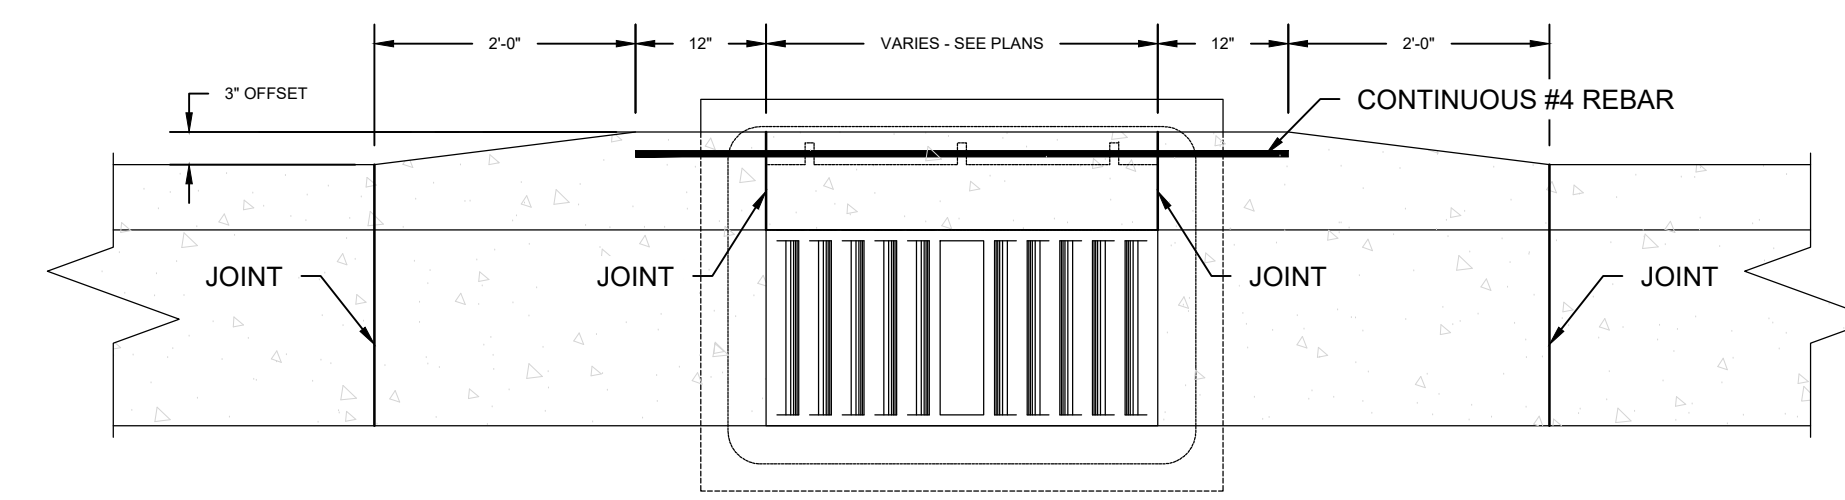 2'-0"
12"
VARIES - SEE PLANS
12"
2'-0"
3" OFFSET
CONTINUOUS #4 REBAR
JOINT
JOINT
JOINT
JOINT